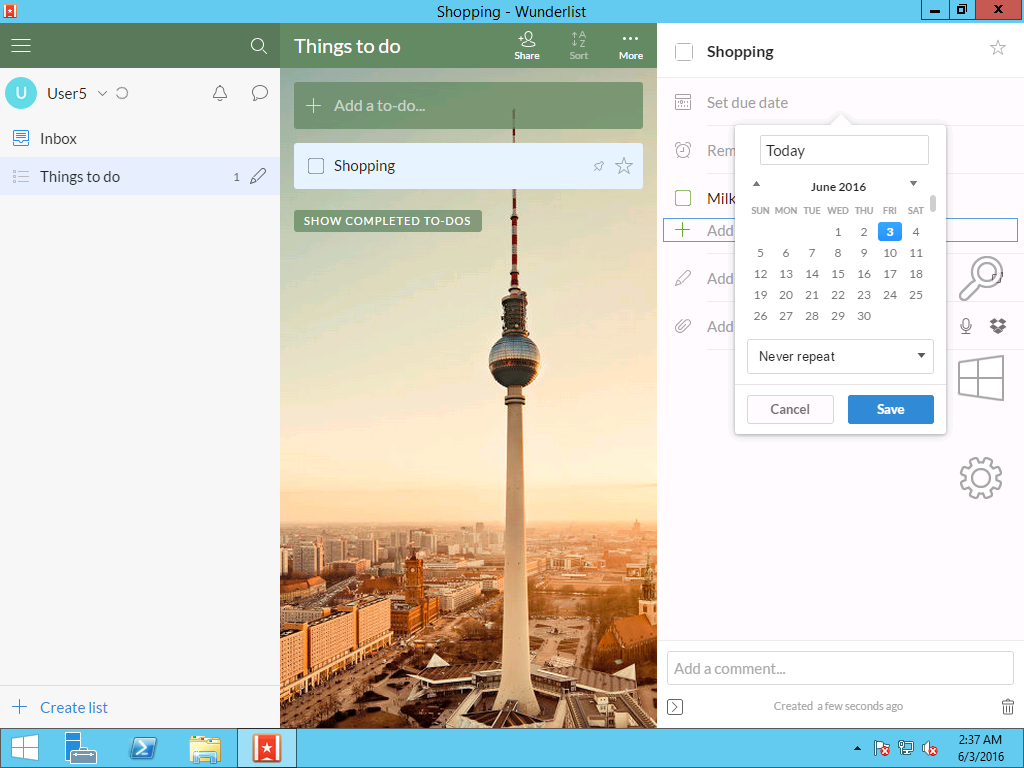 Shopping - Wunderlist
Things to do
Share
Sort
More
Shopping
U
User5
Set due date
Add a to-do...
Inbox
Today
Rem
Shopping
Things to do
1
June 2016
Milk
SUN MON TUE WED THU FRI SAT
SHOW COMPLETED TO-DOS
Add
1 2 3 4
5 6 7 8 9 10 11
12 13 14 15 16 17 18
Add
19 20 21 22 23 24 25
26 27 28 29 30
Add
Never repeat
Cancel
Save
Add a comment...
Create list
Created a few seconds ago
2:37 AM
6/3/2016